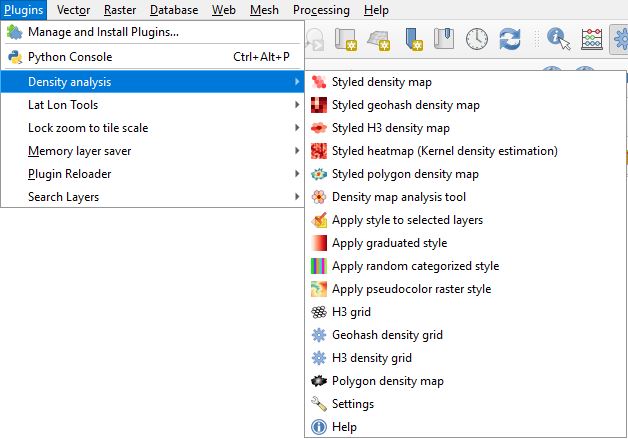 Plugins Vector Raster Database Web Mesh Processing Help
Manage and Install Plugins...
Python Console Ctrl+Alt+P
Density analysis
Lat Lon Tools
Lock zoom to tile scale
Memory layer saver
Plugin Reloader
Search Layers
Styled density map
Styled geohash density map
Styled H3 density map
Styled heatmap (Kernel density estimation)
Styled polygon density map
Density map analysis tool
Apply style to selected layers
Apply graduated style
Apply random categorized style
Apply pseudocolor raster style
H3 grid
Geohash density grid
H3 density grid
Polygon density map
Settings
Help